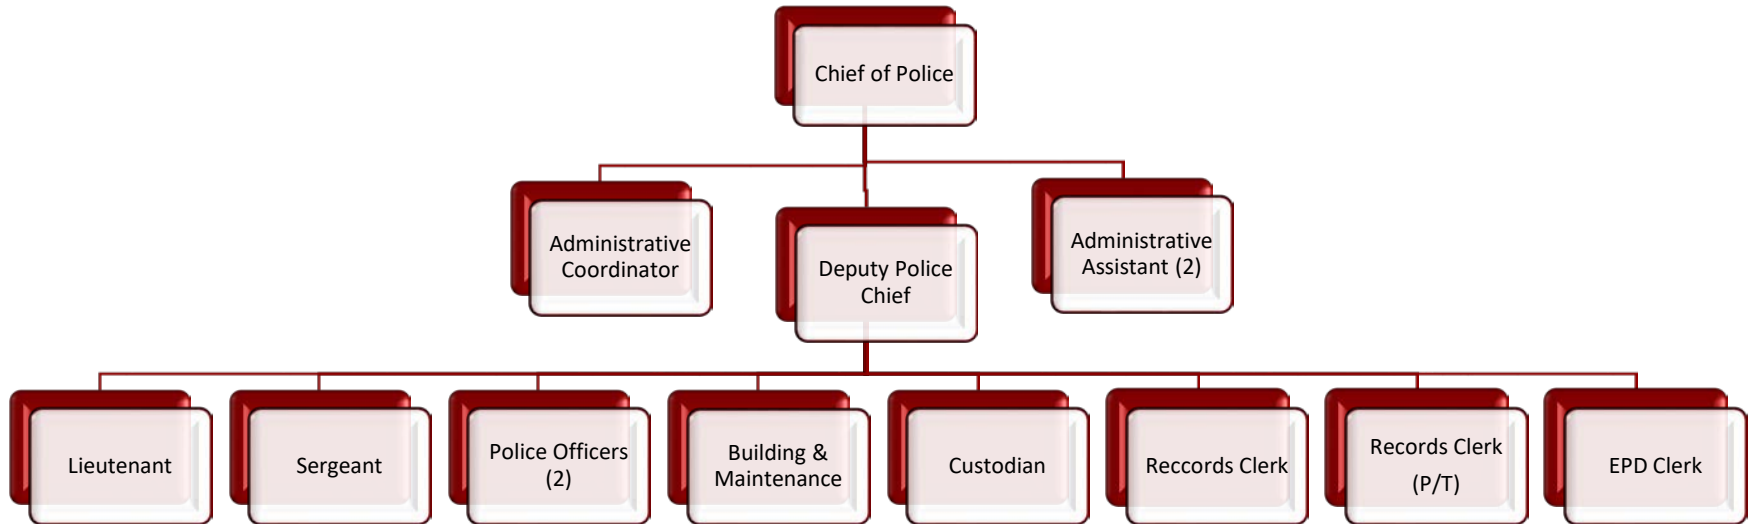 Chief of Police
Administrative
Coordinator
Deputy Police
Chief
Administrative
Assistant (2)
Lieutenant
Sergeant
Police Officers
(2)
Building &
Maintenance
Custodian
Reccords Clerk
Records Clerk
(P/T)
EPD Clerk